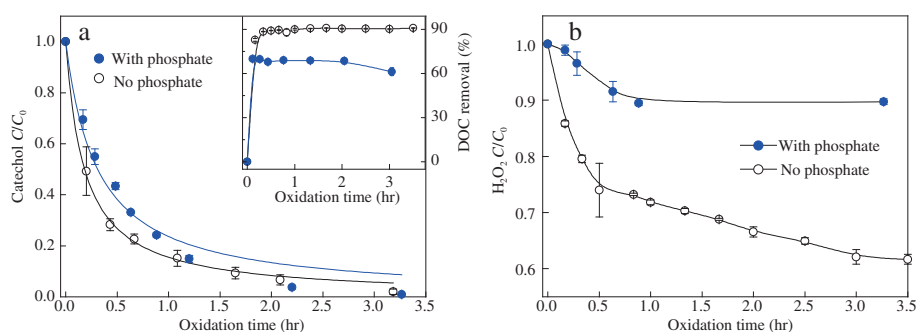 a
With phosphate
No phosphate
Catechol C/C0
1.0
0.8
0.6
0.4
0.2
0.0
0.0 0.5 1.0 1.5 2.0 2.5 3.0 3.5
Oxidation time (hr)
DOC removal (%)
90
60
30
0
0 1 2 3
Oxidation time (hr)
b
With phosphate
No phosphate
H2O2 C/C0
1.0
0.9
0.8
0.7
0.6
0.0 0.5 1.0 1.5 2.0 2.5 3.0 3.5
Oxidation time (hr)